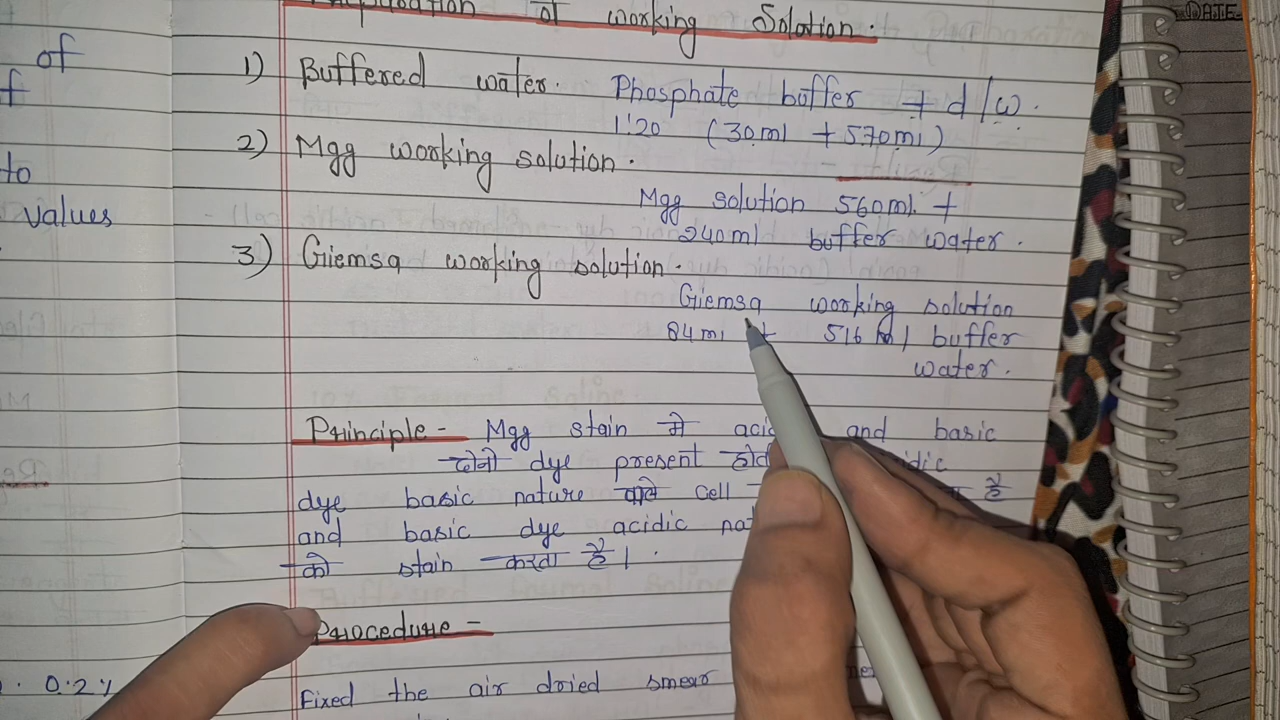 of working Solution.
of
f
to
values
1) Buffered water. Phosphate buffer + d/w.
1:20 (30ml + 570ml)
2) Mgg working solution.
Mgg solution 560ml. +
240ml buffer water.
3) Giemsa working solution.
Giemsa working solution
84ml + 516 ml buffer
water.
Principle - Mgg stain मे and basic
दोनो dye present
dye basic nature वाले cell है
and basic dye acidic
को stain करता है।
Procedure -
0.2%
Fixed the air dried smear
DATE